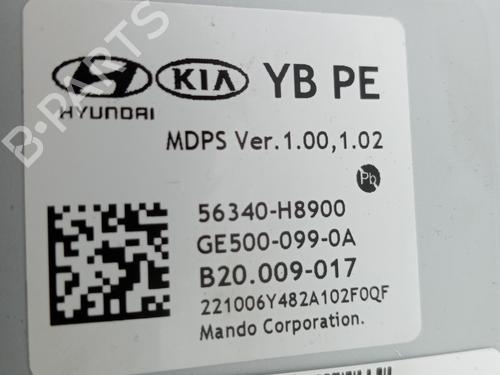 B-PARTS
HYUNDAI
KIA YB PE
MDPS Ver.1.00,1.02
Pb
56340-H8900
GE500-099-0A
B20.009-017
221006Y482A102F0QF
Mando Corporation.